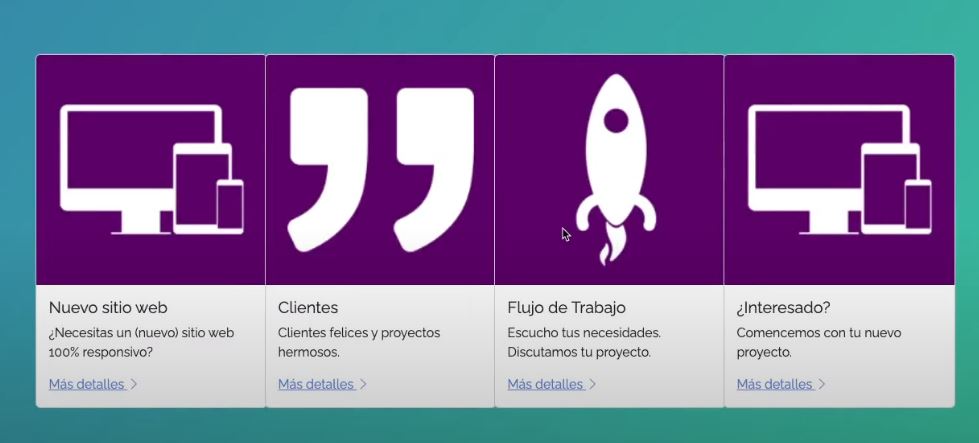 Nuevo sitio web
¿Necesitas un (nuevo) sitio web
100% responsivo?
Más detalles
Clientes
Clientes felices y proyectos
hermosos.
Más detalles
Flujo de Trabajo
Escucho tus necesidades.
Discutamos tu proyecto.
Más detalles
¿Interesado?
Comencemos con tu nuevo
proyecto.
Más detalles